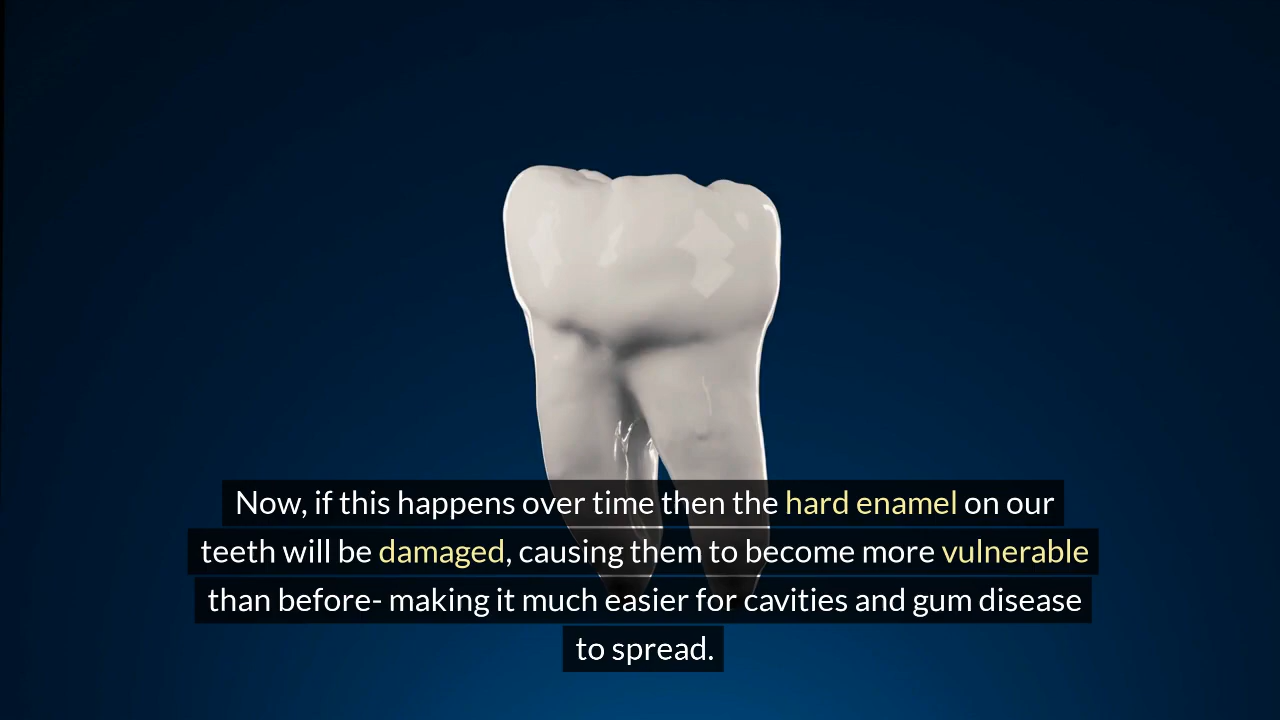 Now, if this happens over time then the hard enamel on our
teeth will be damaged, causing them to become more vulnerable
than before- making it much easier for cavities and gum disease
to spread.